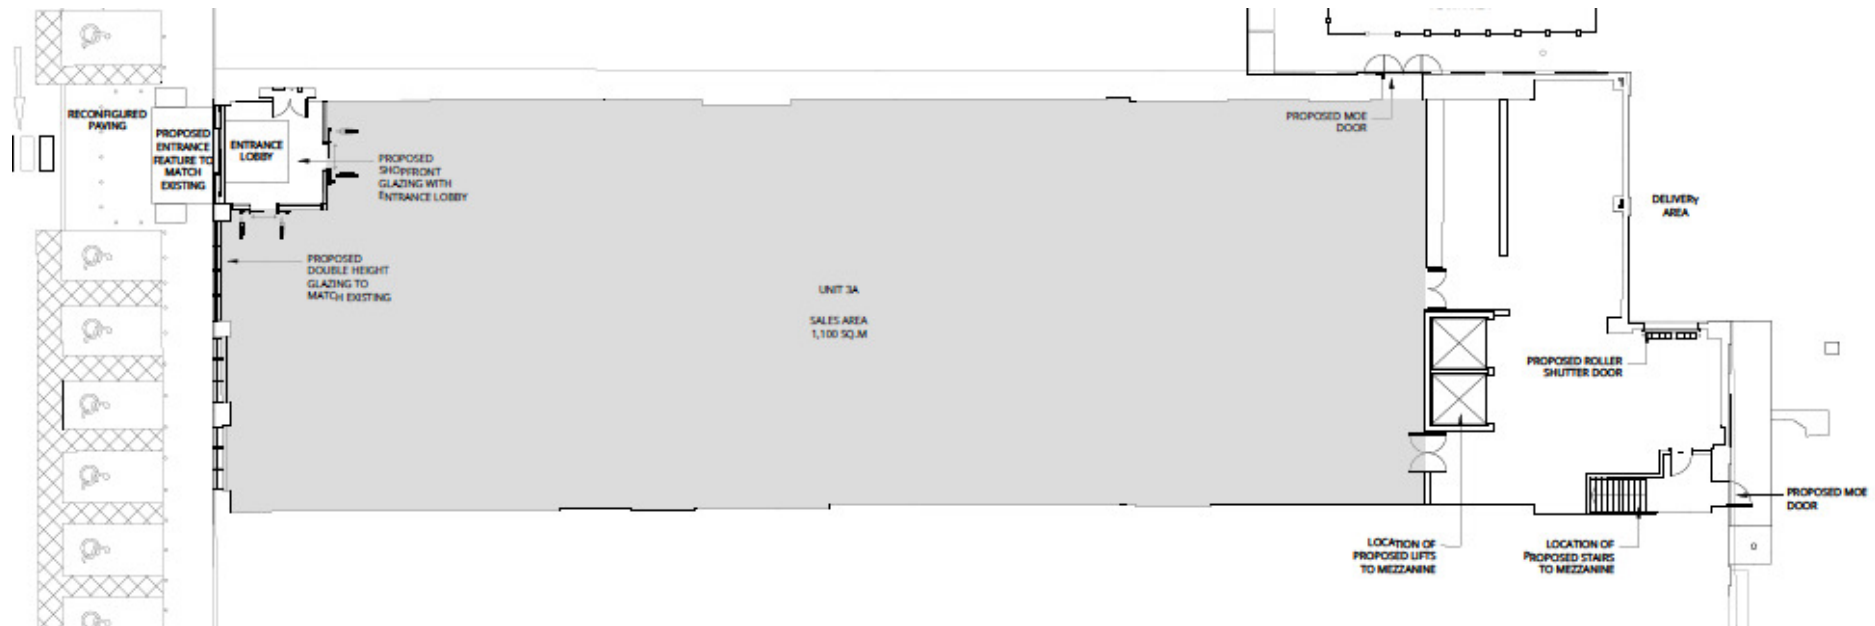 RECONFIGURED
PAVING
PROPOSED
ENTRANCE
FEATURE TO
MATCH
EXISTING
ENTRANCE
LOBBY
PROPOSED
SHOPFRONT
GLAZING WITH
ENTRANCE LOBBY
PROPOSED
DOUBLE HEIGHT
GLAZING TO
MATCH EXISTING
UNIT 3A
SALES AREA
1,100 SQ.M
PROPOSED MOE
DOOR
DELIVERY
AREA
PROPOSED ROLLER
SHUTTER DOOR
PROPOSED MOE
DOOR
LOCATION OF
PROPOSED LIFTS
TO MEZZANINE
LOCATION OF
PROPOSED STAIRS
TO MEZZANINE